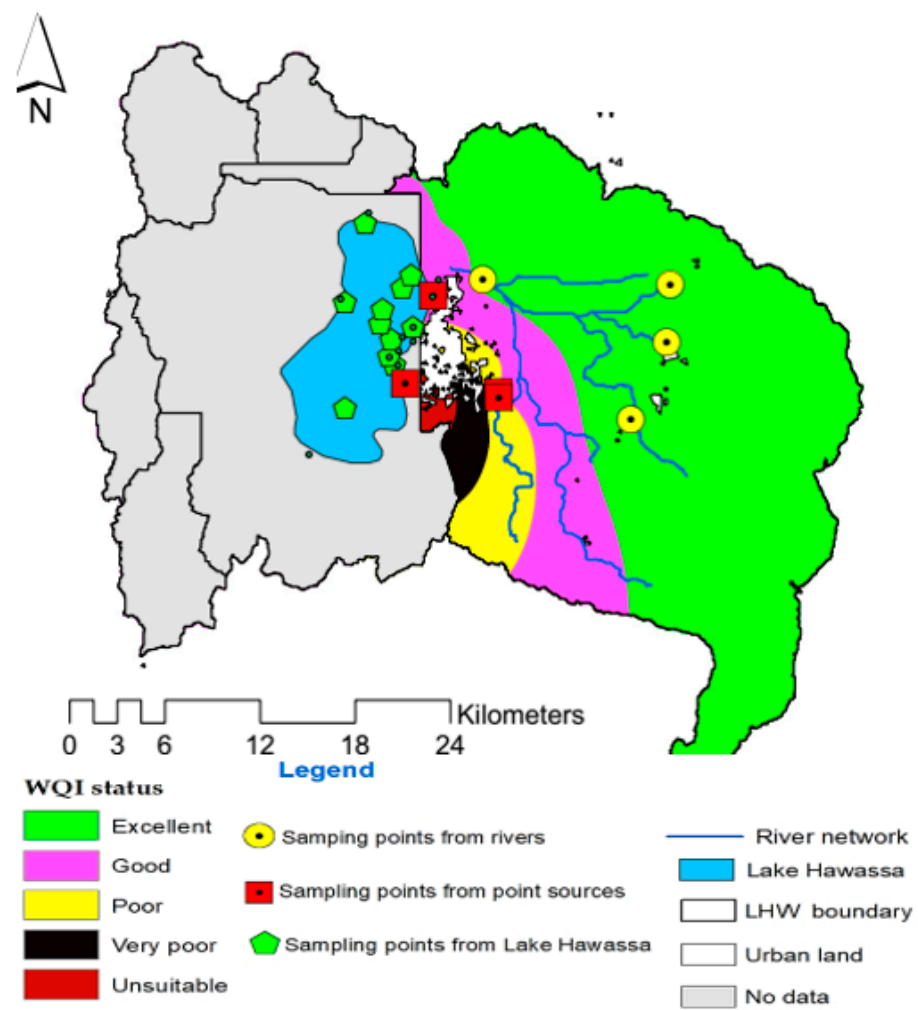 N
Kilometers
0 3 6 12 18 24
Legend
WQI status
Excellent
Good
Poor
Very poor
Unsuitable
Samping points from rivers
Sampling points from point sources
Sampling points from Lake Hawassa
River network
Lake Hawassa
LHW boundary
Urban land
No data